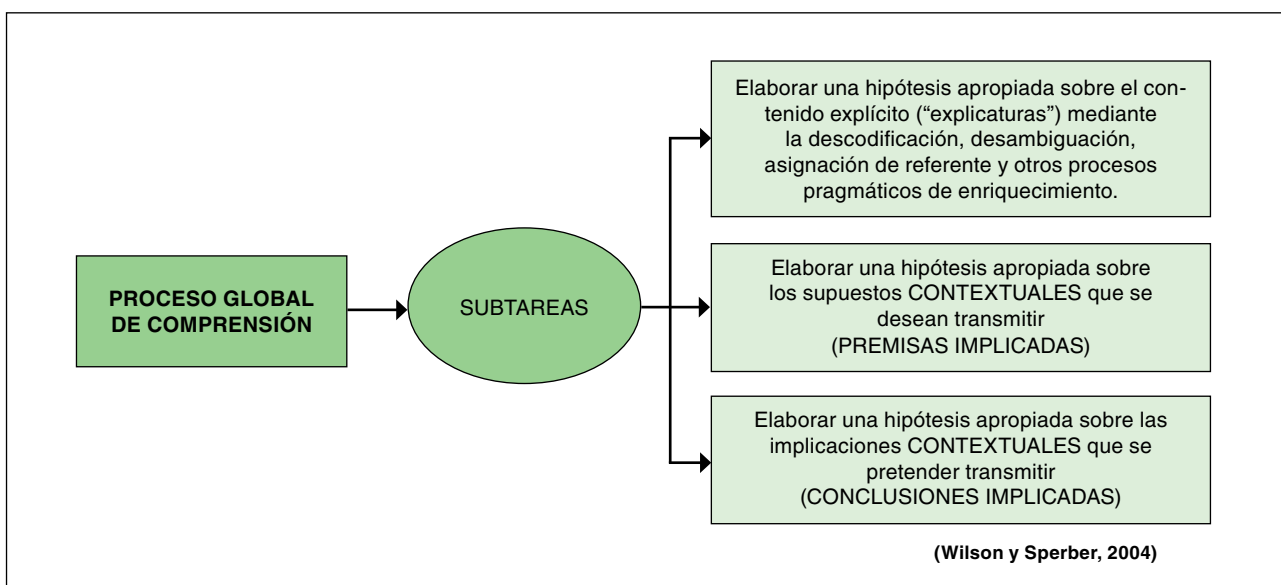 PROCESO GLOBAL
DE COMPRENSIÓN
SUBTAREAS
Elaborar una hipótesis apropiada sobre el con-
tenido explícito (“explicaturas”) mediante
la descodificación, desambiguación,
asignación de referente y otros procesos
pragmáticos de enriquecimiento.
Elaborar una hipótesis apropiada sobre
los supuestos CONTEXTUALES que se
desean transmitir
(PREMISAS IMPLICADAS)
Elaborar una hipótesis apropiada sobre las
implicaciones CONTEXTUALES que se
pretender transmitir
(CONCLUSIONES IMPLICADAS)
(Wilson y Sperber, 2004)